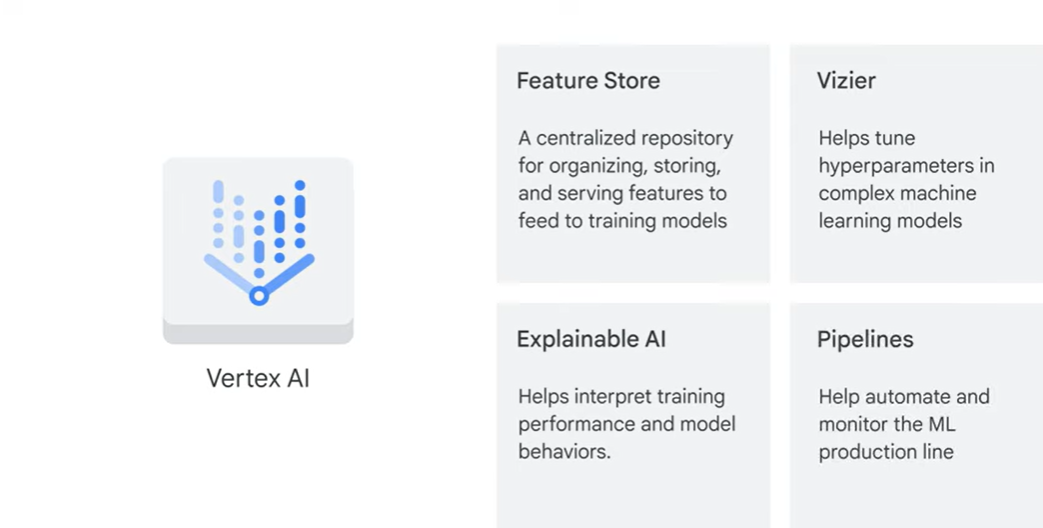 Vertex AI
Feature Store
A centralized repository
for organizing, storing,
and serving features to
feed to training models
Vizier
Helps tune
hyperparameters in
complex machine
learning models
Explainable AI
Helps interpret training
performance and model
behaviors.
Pipelines
Help automate and
monitor the ML
production line